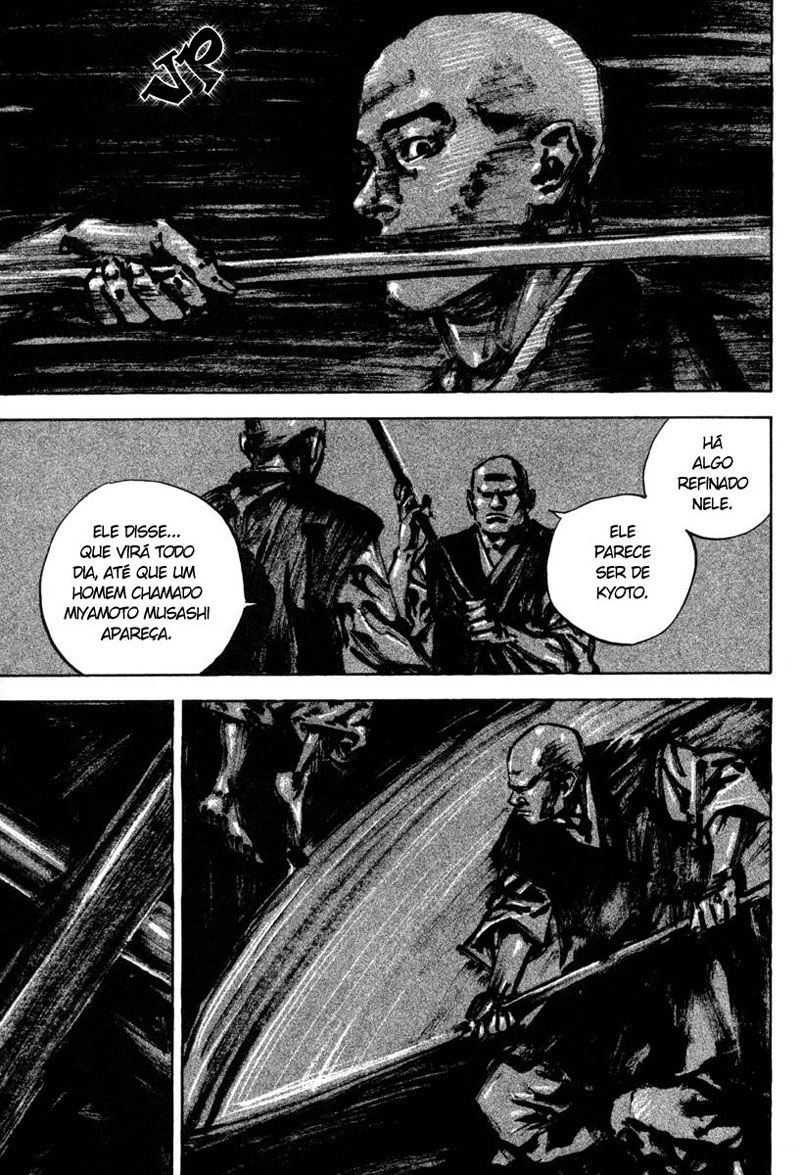 VP
HÁ
ALGO
REFINADO
NELE.
ELE
PARECE
SER DE
KYOTO.
ELE DISSE...
QUE VIRÁ TODO
DIA, ATÉ QUE UM
HOMEM CHAMADO
MIYAMOTO MUSASHI
APAREÇA.